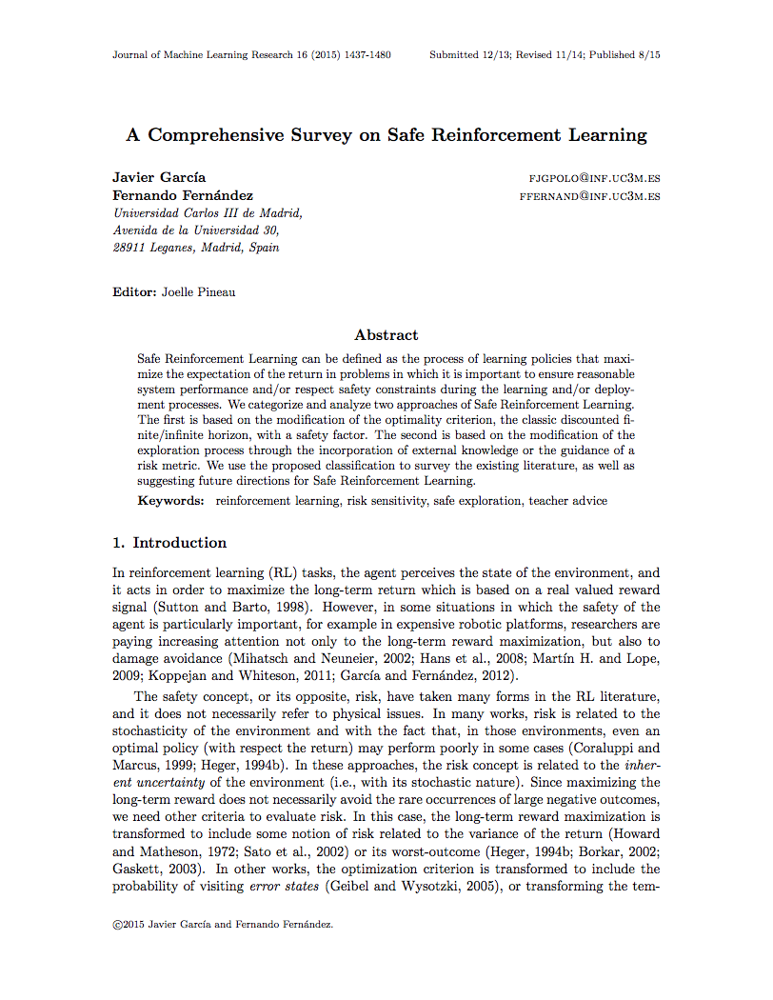 Journal of Machine Learning Research 16 (2015) 1437-1480 Submitted 12/13; Revised 11/14; Published 8/15
A Comprehensive Survey on Safe Reinforcement Learning
Javier García fjgpolo@inf.uc3m.es
Fernando Fernández ffernand@inf.uc3m.es
Universidad Carlos III de Madrid,
Avenida de la Universidad 30,
28911 Leganes, Madrid, Spain
Editor: Joelle Pineau
Abstract
Safe Reinforcement Learning can be defined as the process of learning policies that maxi-
mize the expectation of the return in problems in which it is important to ensure reasonable
system performance and/or respect safety constraints during the learning and/or deploy-
ment processes. We categorize and analyze two approaches of Safe Reinforcement Learning.
The first is based on the modification of the optimality criterion, the classic discounted fi-
nite/infinite horizon, with a safety factor. The second is based on the modification of the
exploration process through the incorporation of external knowledge or the guidance of a
risk metric. We use the proposed classification to survey the existing literature, as well as
suggesting future directions for Safe Reinforcement Learning.
Keywords: reinforcement learning, risk sensitivity, safe exploration, teacher advice
1. Introduction
In reinforcement learning (RL) tasks, the agent perceives the state of the environment, and
it acts in order to maximize the long-term return which is based on a real valued reward
signal (Sutton and Barto, 1998). However, in some situations in which the safety of the
agent is particularly important, for example in expensive robotic platforms, researchers are
paying increasing attention not only to the long-term reward maximization, but also to
damage avoidance (Mihatsch and Neuneier, 2002; Hans et al., 2008; Martín H. and Lope,
2009; Koppejan and Whiteson, 2011; García and Fernández, 2012).
The safety concept, or its opposite, risk, have taken many forms in the RL literature,
and it does not necessarily refer to physical issues. In many works, risk is related to the
stochasticity of the environment and with the fact that, in those environments, even an
optimal policy (with respect the return) may perform poorly in some cases (Coraluppi and
Marcus, 1999; Heger, 1994b). In these approaches, the risk concept is related to the inher-
ent uncertainty of the environment (i.e., with its stochastic nature). Since maximizing the
long-term reward does not necessarily avoid the rare occurrences of large negative outcomes,
we need other criteria to evaluate risk. In this case, the long-term reward maximization is
transformed to include some notion of risk related to the variance of the return (Howard
and Matheson, 1972; Sato et al., 2002) or its worst-outcome (Heger, 1994b; Borkar, 2002;
Gaskett, 2003). In other works, the optimization criterion is transformed to include the
probability of visiting error states (Geibel and Wysotzki, 2005), or transforming the tem-
©2015 Javier García and Fernando Fernández.